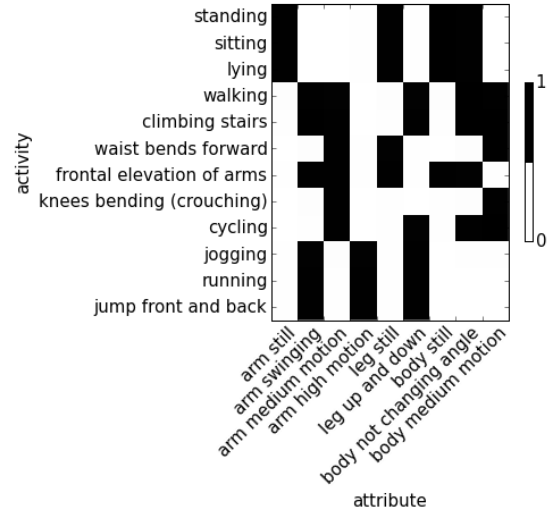 standing
sitting
lying
walking
climbing stairs
waist bends forward
frontal elevation of arms
knees bending (crouching)
cycling
jogging
running
jump front and back
activity
1
0
arm still
arm swinging
arm medium motion
arm high motion
leg still
leg up and down
body still
body not changing angle
body medium motion
attribute